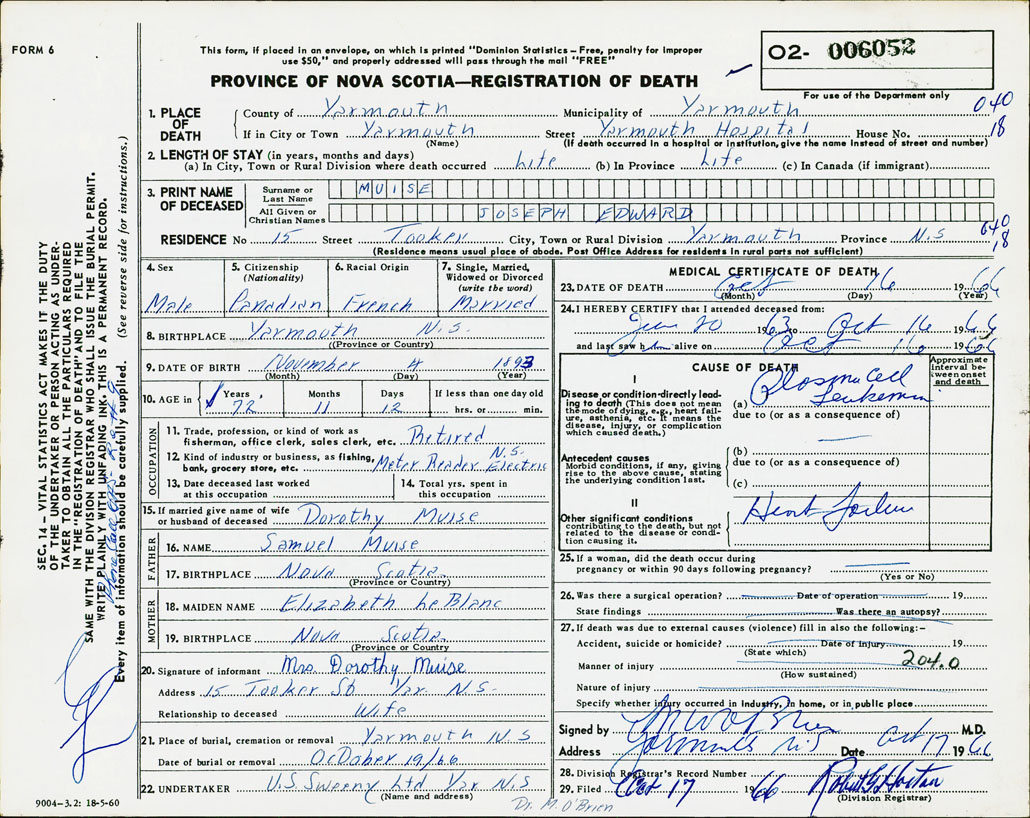 FORM 6
This form, if placed in an envelope, on which is printed "Dominion Statistics – Free, penalty for improper
use $50," and properly addressed will pass through the mail "FREE"
PROVINCE OF NOVA SCOTIA—REGISTRATION OF DEATH
O2- 006052
For use of the Department only
1. PLACE OF DEATH
County of Yarmouth Municipality of Yarmouth 040
If in City or Town Yarmouth Street Yarmouth Hospital House No. 18
(Name) (If death occurred in a hospital or institution, give the name instead of street and number)
2. LENGTH OF STAY (in years, months and days)
(a) In City, Town or Rural Division where death occurred Life (b) In Province Life (c) In Canada (if immigrant)
3. PRINT NAME OF DECEASED
Surname or Last Name MUISE
All Given or Christian Names JOSEPH EDWARD
RESIDENCE No 15 Street Tooker City, Town or Rural Division Yarmouth Province N.S 640 18
(Residence means usual place of abode. Post Office Address for residents in rural parts not sufficient)
4. Sex
Male
5. Citizenship
(Nationality)
Canadian
6. Racial Origin
French
7. Single, Married,
Widowed or Divorced
(write the word)
Married
8. BIRTHPLACE Yarmouth N.S.
(Province or Country)
9. DATE OF BIRTH November 4 1893
(Month) (Day) (Year)
10. AGE in Years Months Days If less than one day old
72 11 12 hrs. or min.
OCCUPATION
11. Trade, profession, or kind of work as
fisherman, office clerk, sales clerk, etc. Retired
12. Kind of industry or business, as fishing, N.S.
bank, grocery store, etc. Meter Reader Electric
13. Date deceased last worked
at this occupation
14. Total yrs. spent in
this occupation
15. If married give name of wife
or husband of deceased Dorothy Muise
FATHER
16. NAME Samuel Muise
17. BIRTHPLACE Nova Scotia
(Province or Country)
MOTHER
18. MAIDEN NAME Elizabeth LeBlanc
19. BIRTHPLACE Nova Scotia
(Province or Country)
20. Signature of informant Mrs. Dorothy Muise
Address 15 Tooker St Yar. N.S.
Relationship to deceased Wife
21. Place of burial, cremation or removal Yarmouth N.S
Date of burial or removal October 19/66
22. UNDERTAKER V.S. Sweeny Ltd Yar N.S
(Name and address)
9004-3.2: 18-5-60
Dr. M. O'Brien
MEDICAL CERTIFICATE OF DEATH
23. DATE OF DEATH Oct 16 1966
(Month) (Day) (Year)
24. I HEREBY CERTIFY that I attended deceased from:
20 1963 to Oct 16 1966
and last saw him alive on Oct 16 1966
CAUSE OF DEATH
Approximate interval between onset and death
I
Disease or condition directly leading to death (This does not mean
the mode of dying, e.g., heart failure, asthenia, etc. It means the
disease, injury, or complication
which caused death.)
(a) Plasma Cell Leukemia
due to (or as a consequence of)
Antecedent causes
Morbid conditions, if any, giving
rise to the above cause, stating
the underlying condition last.
(b)
due to (or as a consequence of)
(c)
II
Other significant conditions
contributing to the death, but not
related to the disease or condition causing it.
Heart Failure
25. If a woman, did the death occur during
pregnancy or within 90 days following pregnancy?
(Yes or No)
26. Was there a surgical operation? Date of operation 19
State findings Was there an autopsy?
27. If death was due to external causes (violence) fill in also the following:–
Accident, suicide or homicide? Date of injury 19
(State which)
Manner of injury 204.0
(How sustained)
Nature of injury
Specify whether injury occurred in industry, in home, or in public place
Signed by O'Brien M.D.
Address Yarmouth NS Date Oct 17 1966
28. Division Registrar's Record Number
29. Filed Oct 17 1966
(Division Registrar)
SEC. 14 – VITAL STATISTICS ACT MAKES IT THE DUTY
OF THE UNDERTAKER OR PERSON ACTING AS UNDERTAKER TO OBTAIN ALL THE PARTICULARS REQUIRED
IN THE "REGISTRATION OF DEATH" AND TO FILE THE
SAME WITH THE DIVISION REGISTRAR WHO SHALL ISSUE THE BURIAL PERMIT.
WRITE PLAINLY WITH UNFADING INK. THIS IS A PERMANENT RECORD.
Every item of information should be carefully supplied. (See reverse side for instructions.)